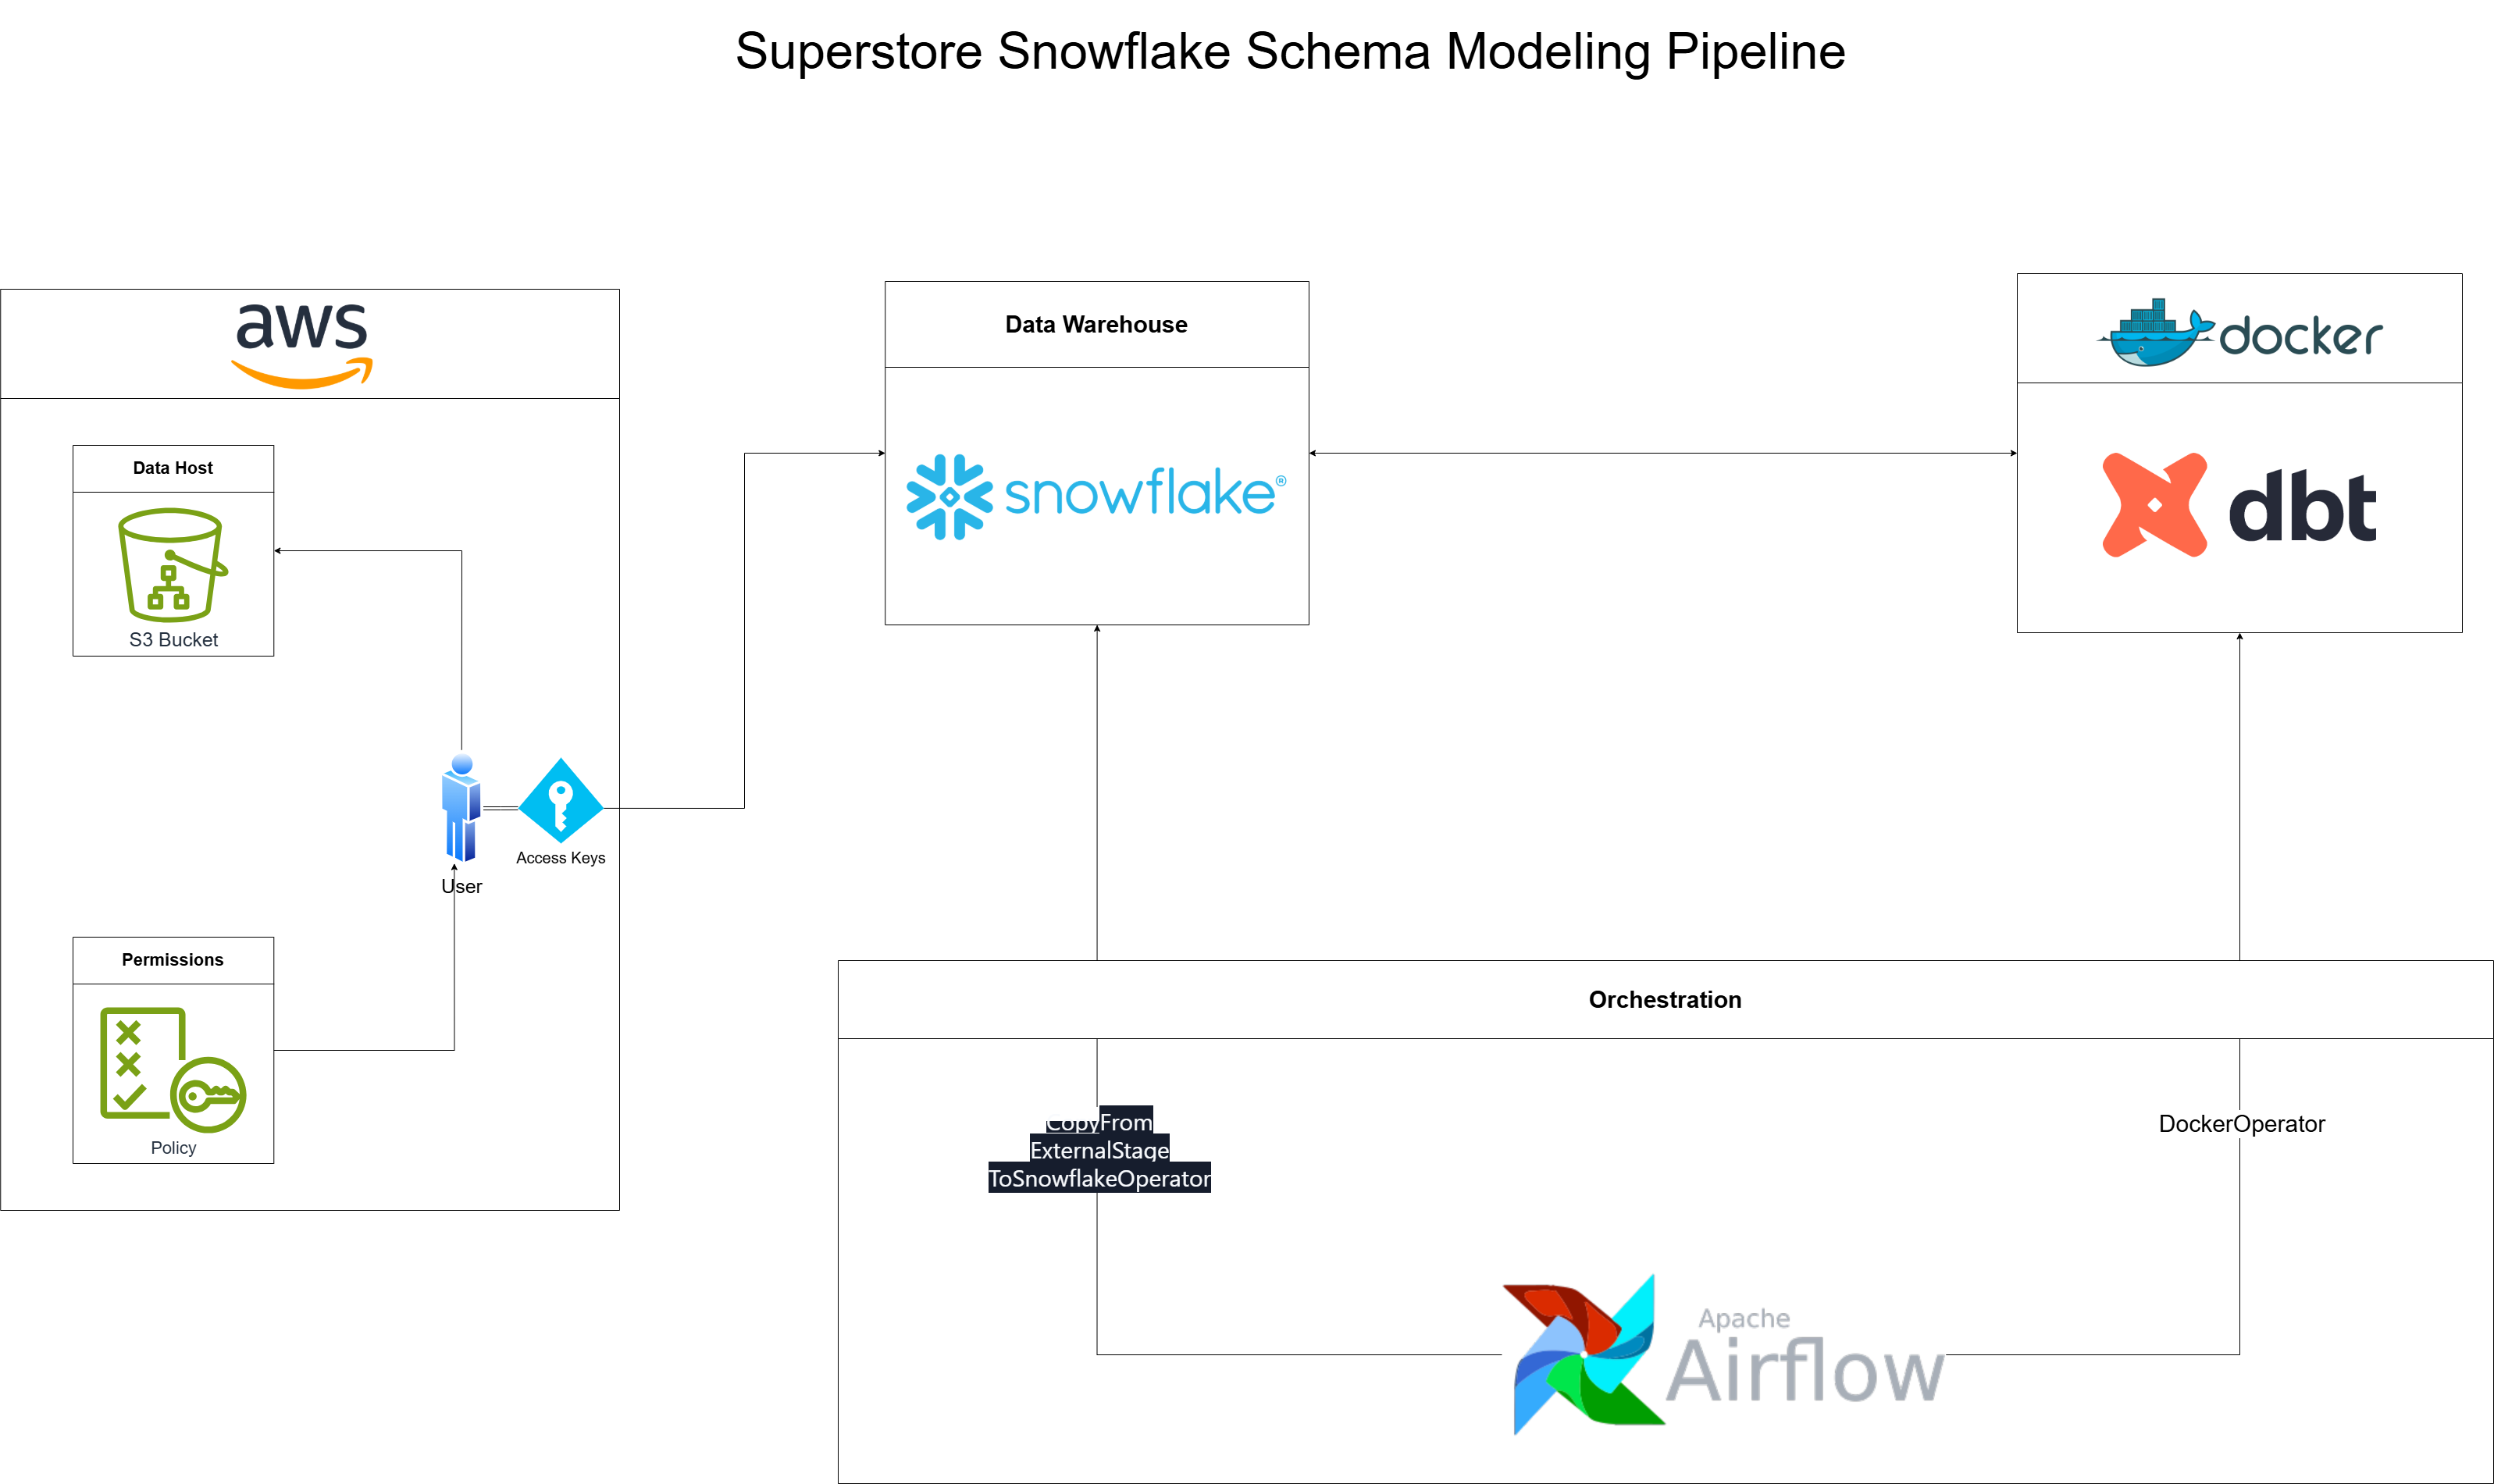 Superstore Snowflake Schema Modeling Pipeline
aws
Data Host
S3 Bucket
User
Access Keys
Permissions
Policy
Data Warehouse
snowflake®
docker
dbt
Orchestration
CopyFrom
ExternalStage
ToSnowflakeOperator
DockerOperator
Apache
Airflow